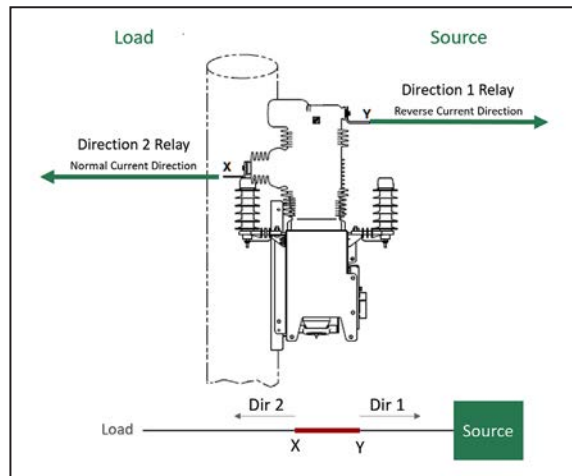 Load
Source
Direction 1 Relay
Reverse Current Direction
Y
Direction 2 Relay
Normal Current Direction
X
Dir 2
Dir 1
Load
X
Y
Source